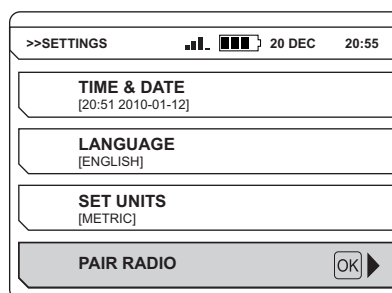 >>SETTINGS 20 DEC 20:55
TIME & DATE
[20:51 2010-01-12]
LANGUAGE
[ENGLISH]
SET UNITS
[METRIC]
PAIR RADIO OK